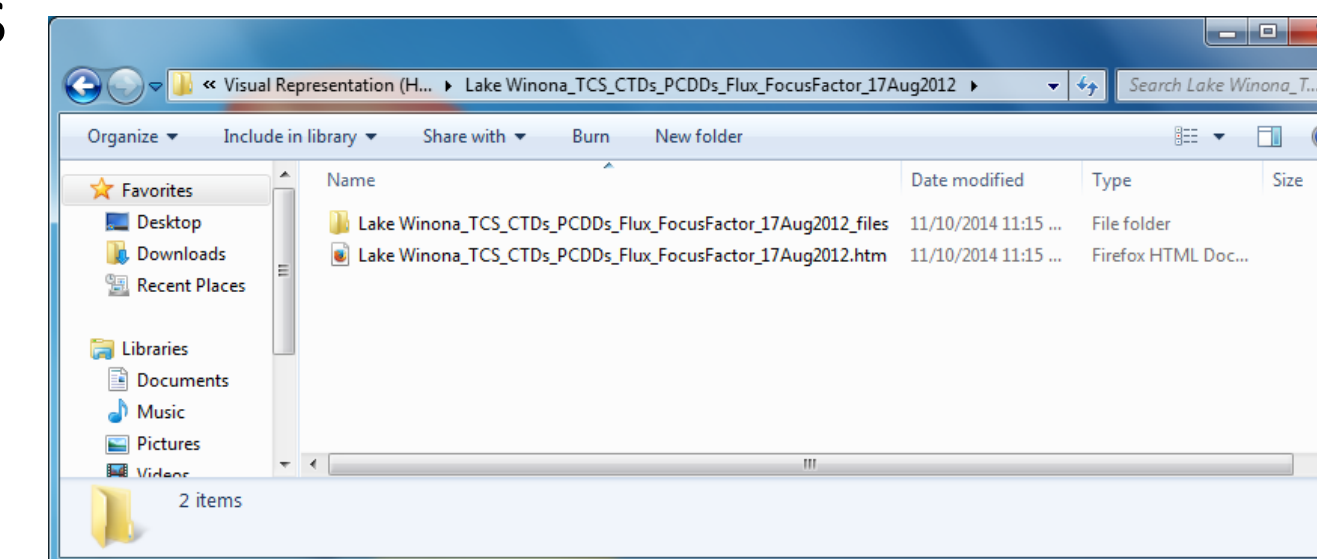 « Visual Representation (H... ▸ Lake Winona_TCS_CTDs_PCDDs_Flux_FocusFactor_17Aug2012 ▸ Search Lake Winona_T...
Organize Include in library Share with Burn New folder
Favorites
Desktop
Downloads
Recent Places
Libraries
Documents
Music
Pictures
Videos
Name Date modified Type Size
Lake Winona_TCS_CTDs_PCDDs_Flux_FocusFactor_17Aug2012_files 11/10/2014 11:15 ... File folder
Lake Winona_TCS_CTDs_PCDDs_Flux_FocusFactor_17Aug2012.htm 11/10/2014 11:15 ... Firefox HTML Doc...
2 items